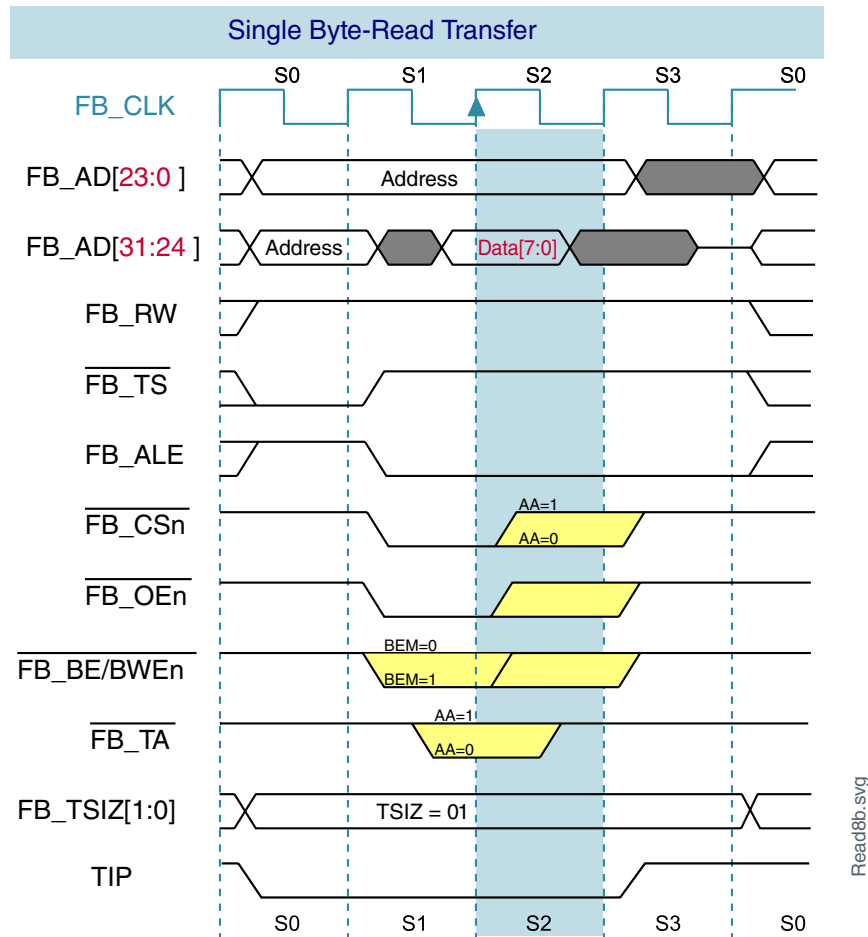 Single Byte-Read Transfer
S0 S1 S2 S3 S0
FB_CLK
FB_AD[23:0 ] Address
FB_AD[31:24 ] Address Data[7:0]
FB_RW
FB_TS
FB_ALE
AA=1
FB_CSn
AA=0
FB_OEn
BEM=0
FB_BE/BWEn
BEM=1
AA=1
FB_TA
AA=0
FB_TSIZ[1:0] TSIZ = 01
TIP
S0 S1 S2 S3 S0
Read8b.svg